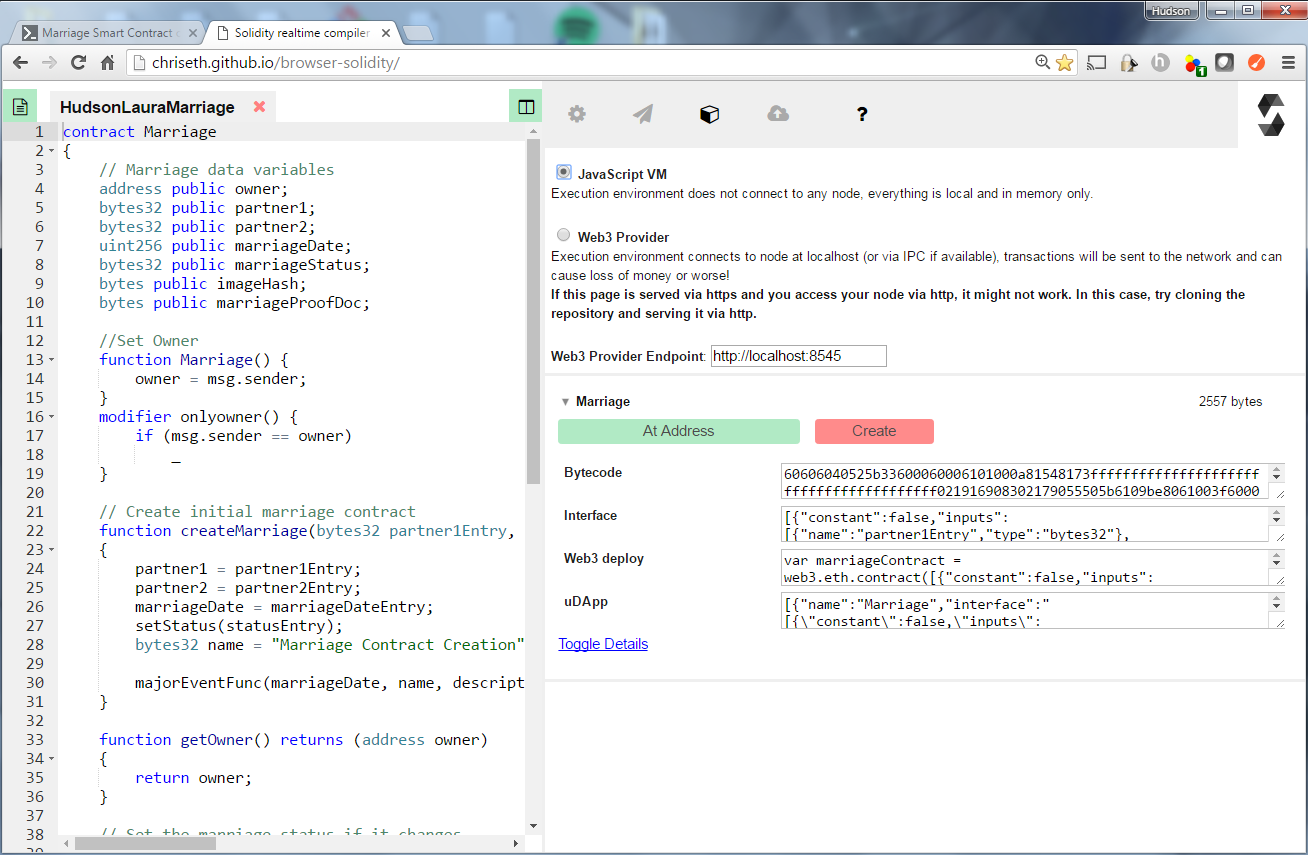 Hudson
Marriage Smart Contract c
Solidity realtime compiler
chriseth.github.io/browser-solidity/
1
HudsonLauraMarriage
1 contract Marriage
2 {
3 // Marriage data variables
4 address public owner;
5 bytes32 public partner1;
6 bytes32 public partner2;
7 uint256 public marriageDate;
8 bytes32 public marriageStatus;
9 bytes public imageHash;
10 bytes public marriageProofDoc;
11
12 //Set Owner
13 function Marriage() {
14 owner = msg.sender;
15 }
16 modifier onlyowner() {
17 if (msg.sender == owner)
18 _
19 }
20
21 // Create initial marriage contract
22 function createMarriage(bytes32 partner1Entry,
23 {
24 partner1 = partner1Entry;
25 partner2 = partner2Entry;
26 marriageDate = marriageDateEntry;
27 setStatus(statusEntry);
28 bytes32 name = "Marriage Contract Creation"
29
30 majorEventFunc(marriageDate, name, descript
31 }
32
33 function getOwner() returns (address owner)
34 {
35 return owner;
36 }
37
38 // Set the marriage status if it changes
39
?
JavaScript VM
Execution environment does not connect to any node, everything is local and in memory only.
Web3 Provider
Execution environment connects to node at localhost (or via IPC if available), transactions will be sent to the network and can
cause loss of money or worse!
If this page is served via https and you access your node via http, it might not work. In this case, try cloning the
repository and serving it via http.
Web3 Provider Endpoint: http://localhost:8545
Marriage 2557 bytes
At Address Create
Bytecode
60606040525b33600060006101000a81548173ffffffffffffffffffffff
ffffffffffffffffff021916908302179055505b6109be8061003f6000
Interface
[{"constant":false,"inputs":
[{"name":"partner1Entry","type":"bytes32"},
Web3 deploy
var marriageContract =
web3.eth.contract([{"constant":false,"inputs":
uDApp
[{"name":"Marriage","interface":"
[{\"constant\":false,\"inputs\":
Toggle Details